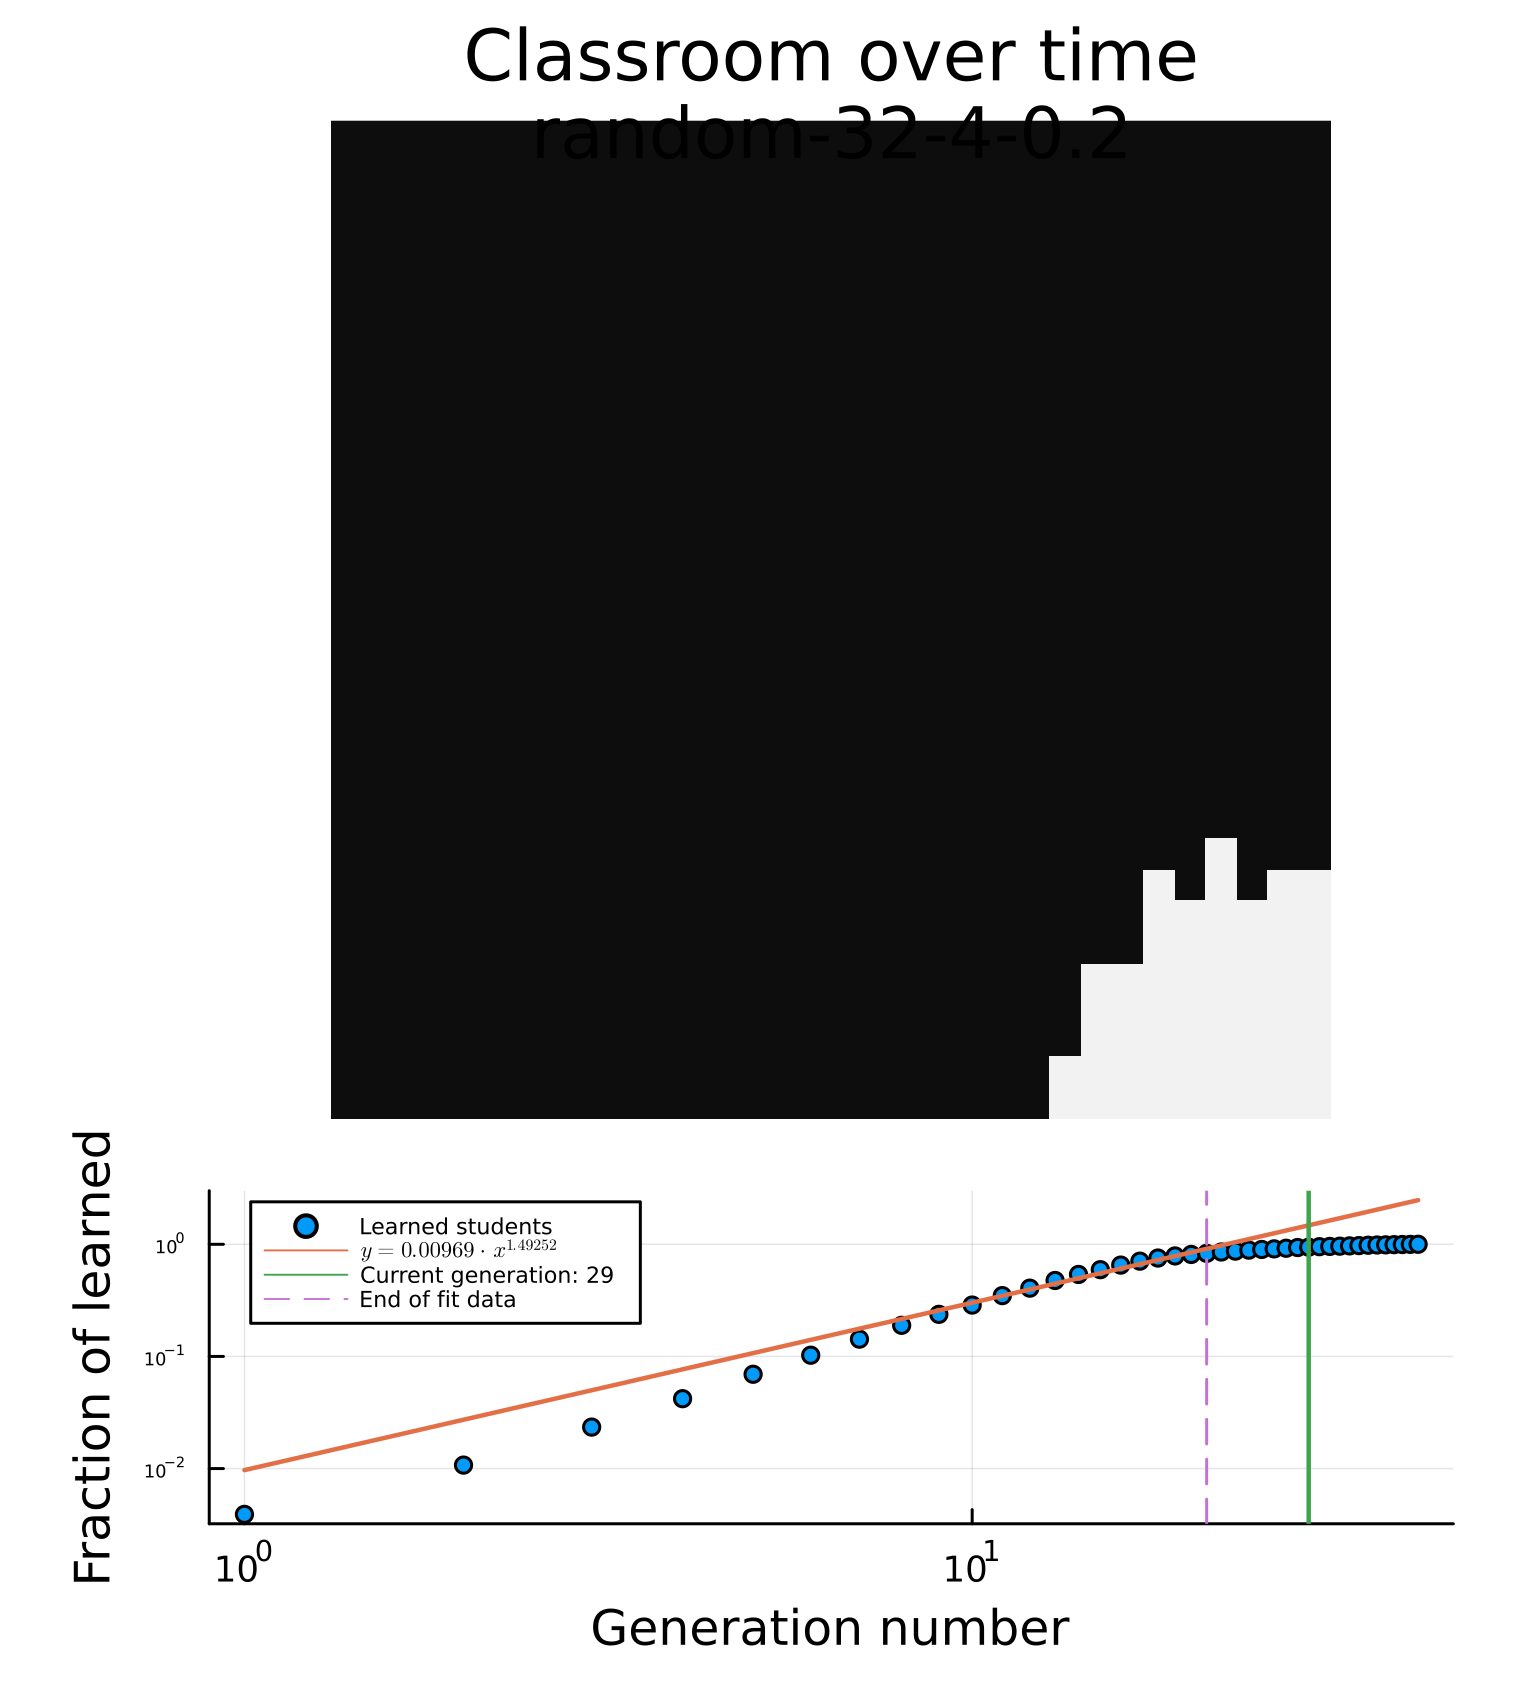 Classroom over time
random-32-4-0.2
Fraction of learned
10⁰
10⁻¹
10⁻²
Learned students
y = 0.00969 · x^1.49252
Current generation: 29
End of fit data
10⁰
10¹
Generation number